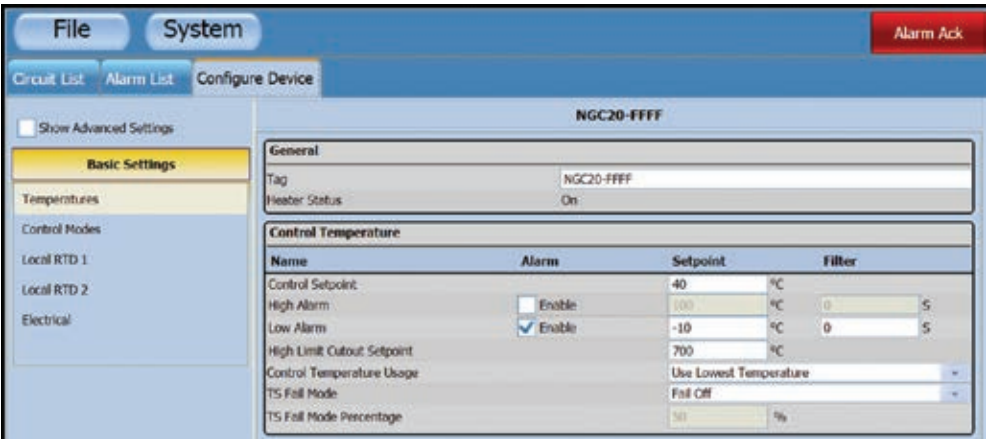 File System Alarm Ack
Circuit List Alarm List Configure Device
NGC20-FFFF
Show Advanced Settings
Basic Settings
Temperatures
Control Modes
Local RTD 1
Local RTD 2
Electrical
General
Tag NGC20-FFFF
Heater Status On
Control Temperature
Name Alarm Setpoint Filter
Control Setpoint 40 °C
High Alarm Enable 100 °C 0 S
Low Alarm Enable -10 °C 0 S
High Limit Cutout Setpoint 700 °C
Control Temperature Usage Use Lowest Temperature
TS Fail Mode Fail Off
TS Fail Mode Percentage 50 %